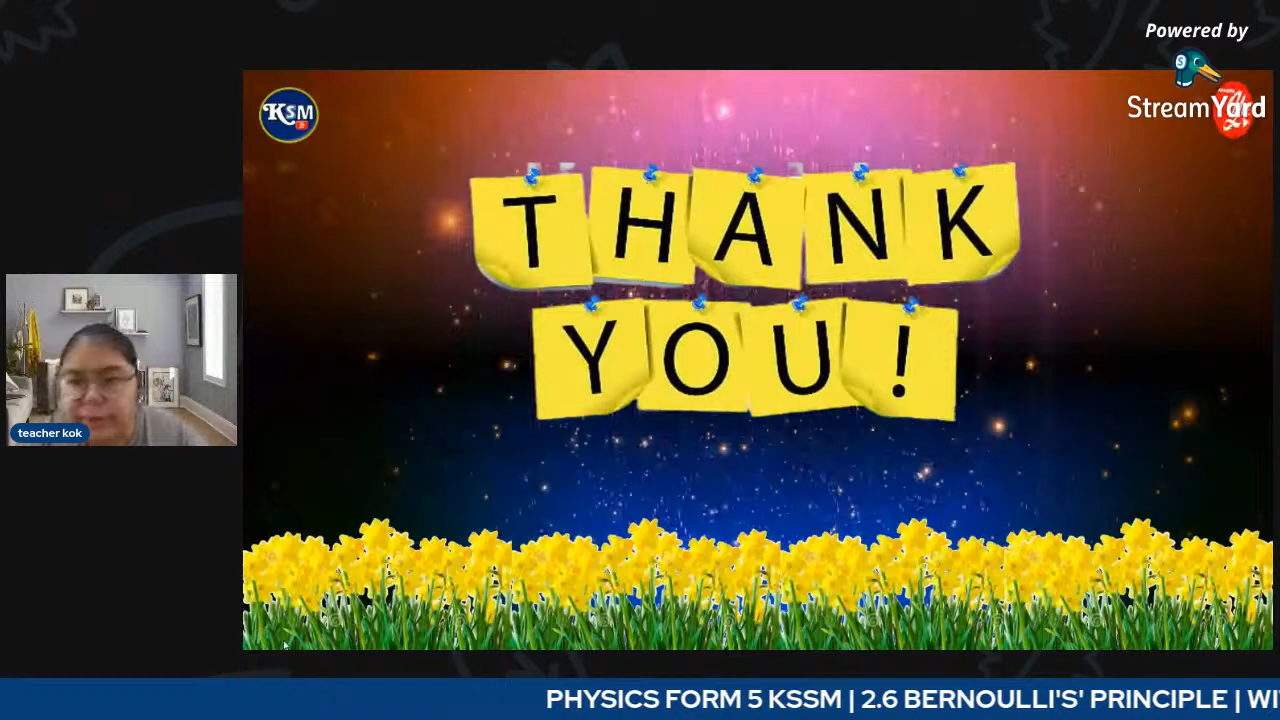 Powered by
StreamYard
KSM
THANK
YOU!
teacher kok
PHYSICS FORM 5 KSSM | 2.6 BERNOULLI'S' PRINCIPLE | WI